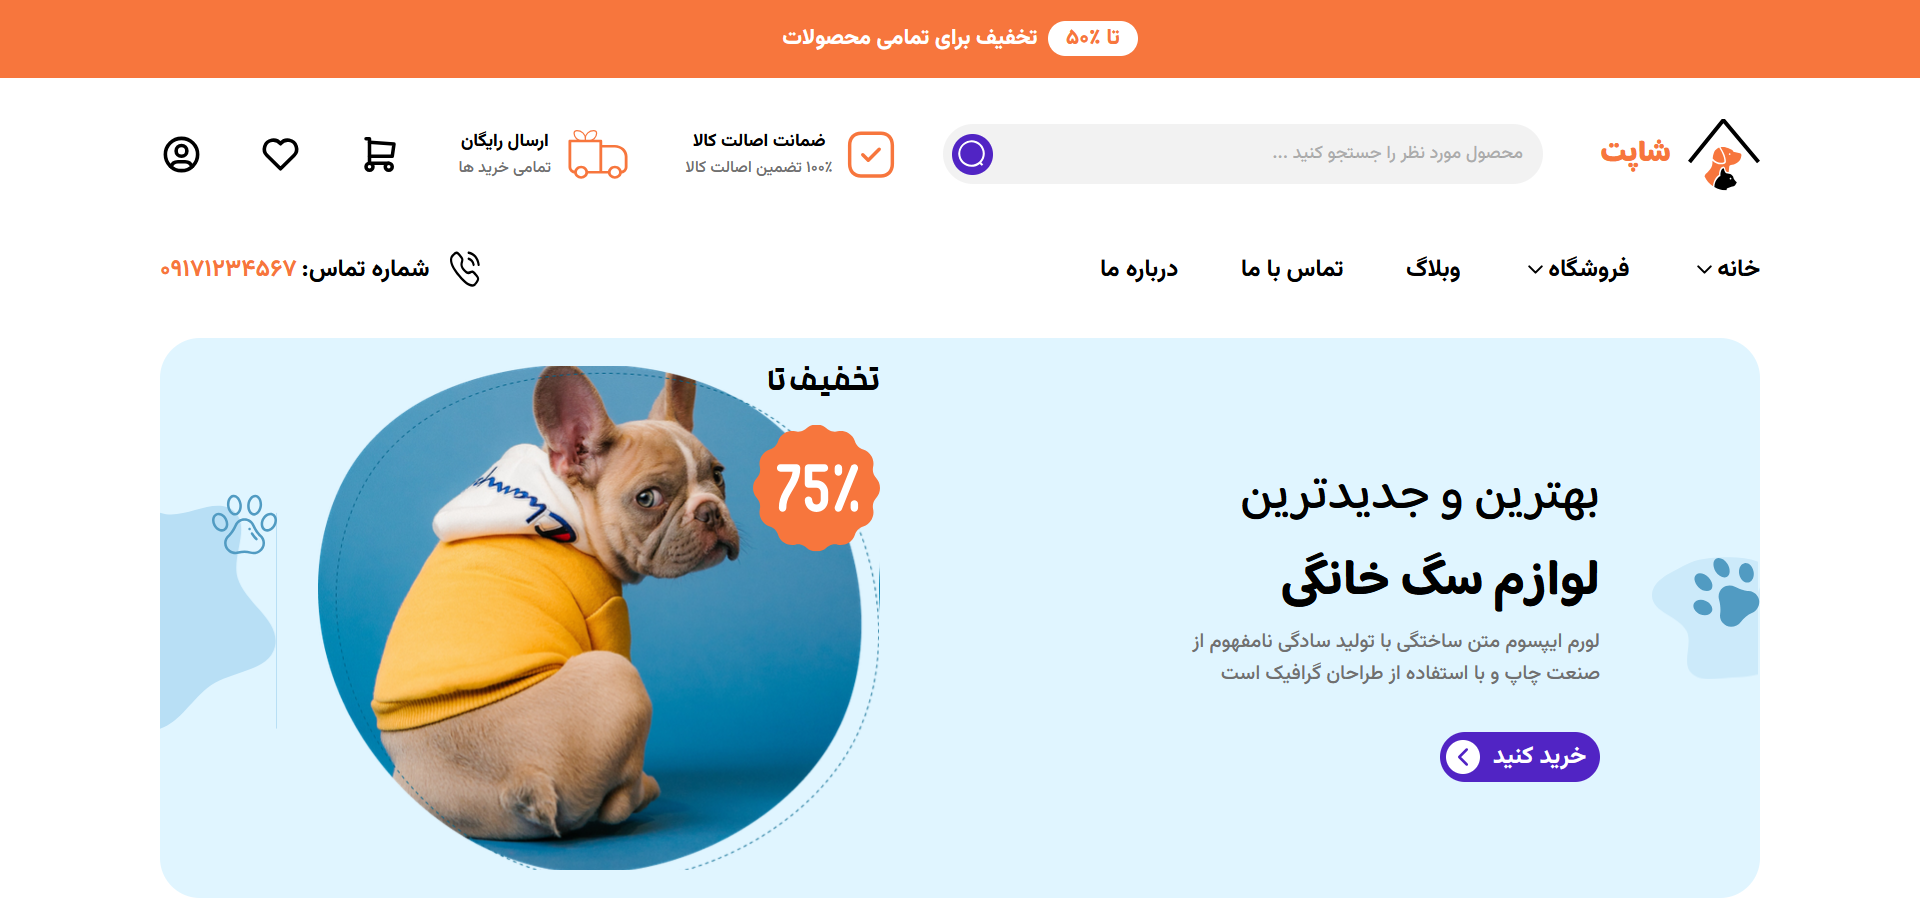 تا ۵۰٪ تخفیف برای تمامی محصولات
شاپت
محصول مورد نظر را جستجو کنید ...
ضمانت اصالت کالا
۱۰۰٪ تضمین اصالت کالا
ارسال رایگان
تمامی خرید ها
خانه
فروشگاه
وبلاگ
تماس با ما
درباره ما
شماره تماس: ۰۹۱۷۱۲۳۴۵۶۷
بهترین و جدیدترین
لوازم سگ خانگی
لورم ایپسوم متن ساختگی با تولید سادگی نامفهوم از
صنعت چاپ و با استفاده از طراحان گرافیک است
خرید کنید
تخفیف تا
75%
Champion